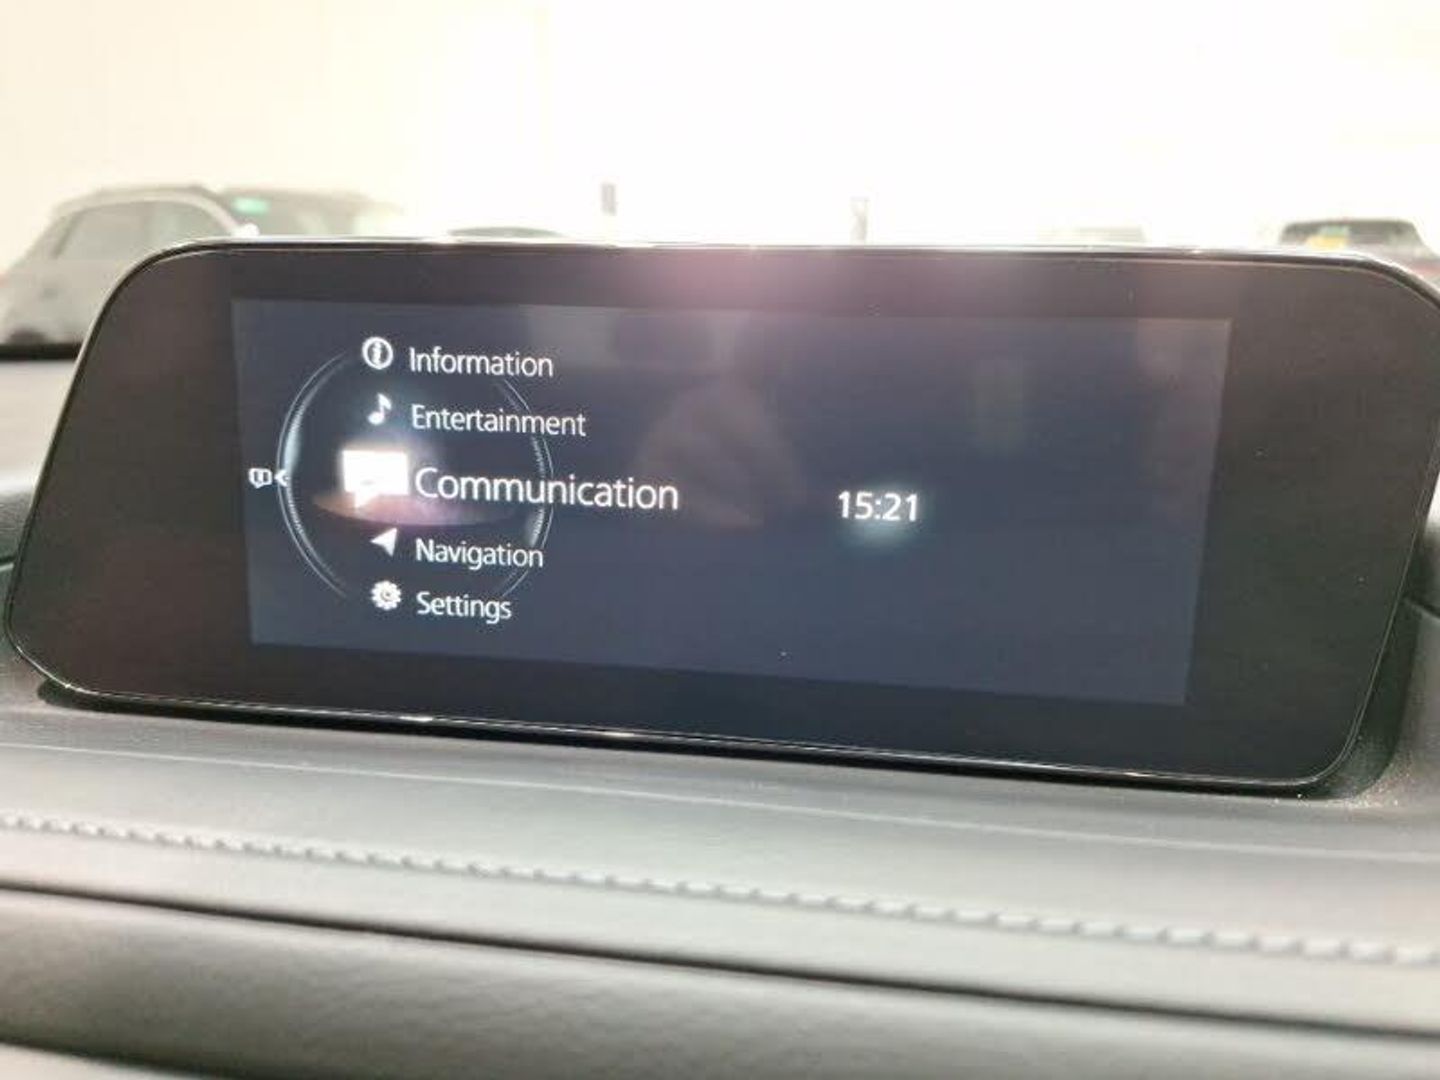 Information
Entertainment
Communication
15:21
Navigation
Settings